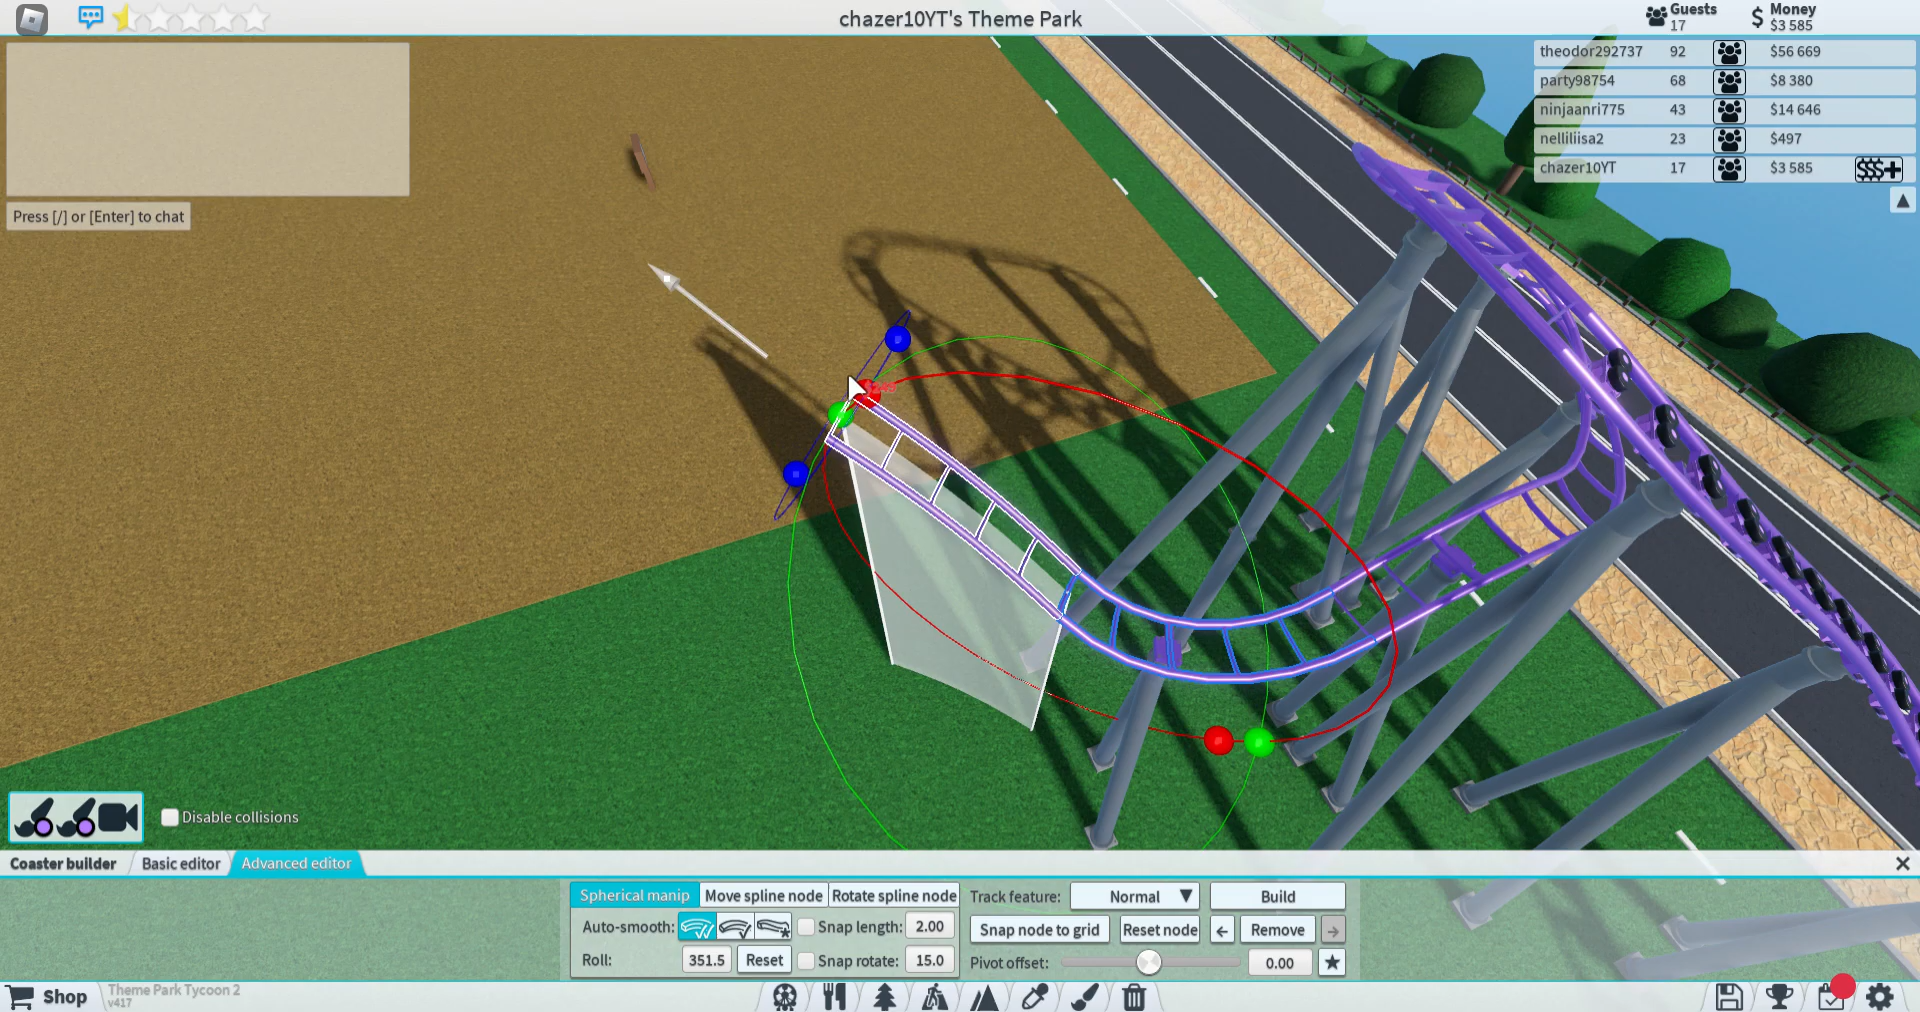 chazer10YT's Theme Park
Guests
17
Money
$3 585
theodor292737 92 $56 669
party98754 68 $8 380
ninjaanri775 43 $14 646
nelliliisa2 23 $497
chazer10YT 17 $3 585 $$$+
Press [/] or [Enter] to chat
Disable collisions
Coaster builder Basic editor Advanced editor
Spherical manip Move spline node Rotate spline node Track feature: Normal Build
Auto-smooth: Snap length: 2.00 Snap node to grid Reset node Remove
Roll: 351.5 Reset Snap rotate: 15.0 Pivot offset: 0.00
Shop
Theme Park Tycoon 2
v417